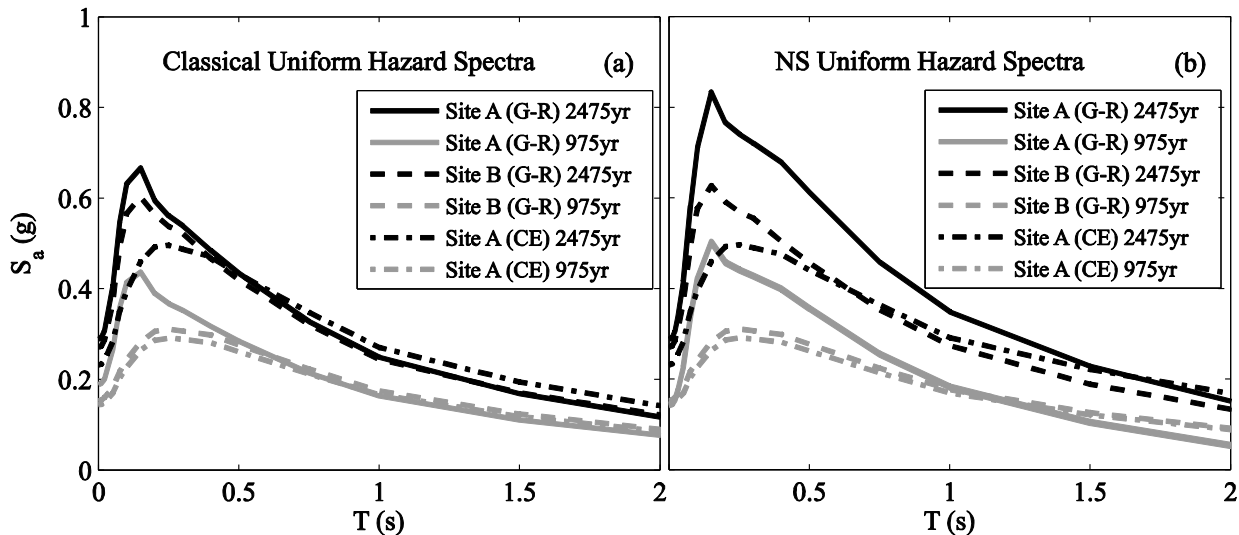 Classical Uniform Hazard Spectra (a)
Site A (G-R) 2475yr
Site A (G-R) 975yr
Site B (G-R) 2475yr
Site B (G-R) 975yr
Site A (CE) 2475yr
Site A (CE) 975yr
1
0.8
0.6
0.4
0.2
0
Sa (g)
0 0.5 1 1.5 2
T (s)
NS Uniform Hazard Spectra (b)
Site A (G-R) 2475yr
Site A (G-R) 975yr
Site B (G-R) 2475yr
Site B (G-R) 975yr
Site A (CE) 2475yr
Site A (CE) 975yr
0.5 1 1.5 2
T (s)